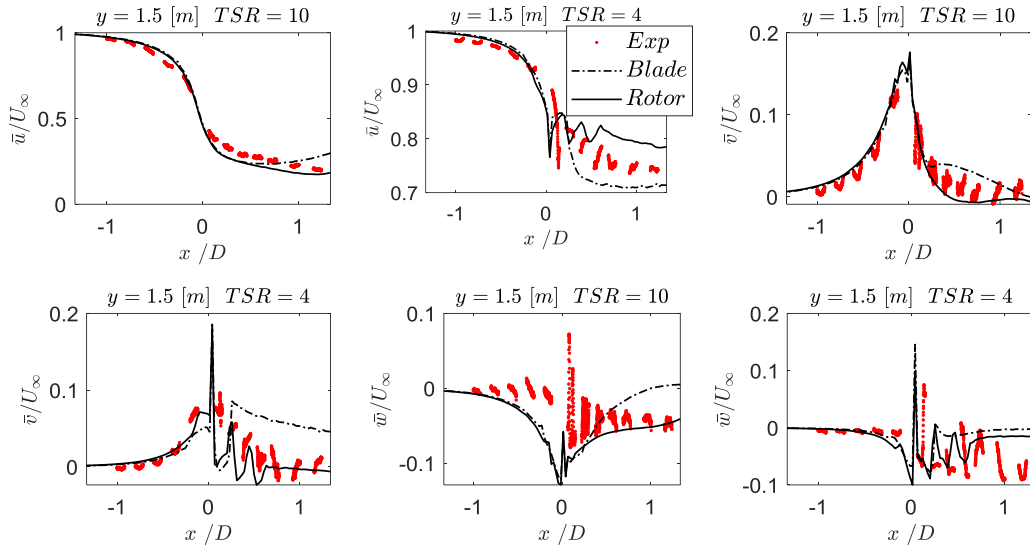 y = 1.5 [m] TSR = 10
y = 1.5 [m] TSR = 4
y = 1.5 [m] TSR = 10
Exp
Blade
Rotor
ū/U∞
1
0.5
0
-1 0 1
x /D
ū/U∞
1
0.9
0.8
0.7
-1 0 1
x /D
v̄/U∞
0.2
0.1
0
-1 0 1
x /D
y = 1.5 [m] TSR = 4
y = 1.5 [m] TSR = 10
y = 1.5 [m] TSR = 4
v̄/U∞
0.2
0.1
0
-1 0 1
x /D
w̄/U∞
0.1
0
-0.1
-1 0 1
x /D
w̄/U∞
0.2
0.1
0
-0.1
-1 0 1
x /D